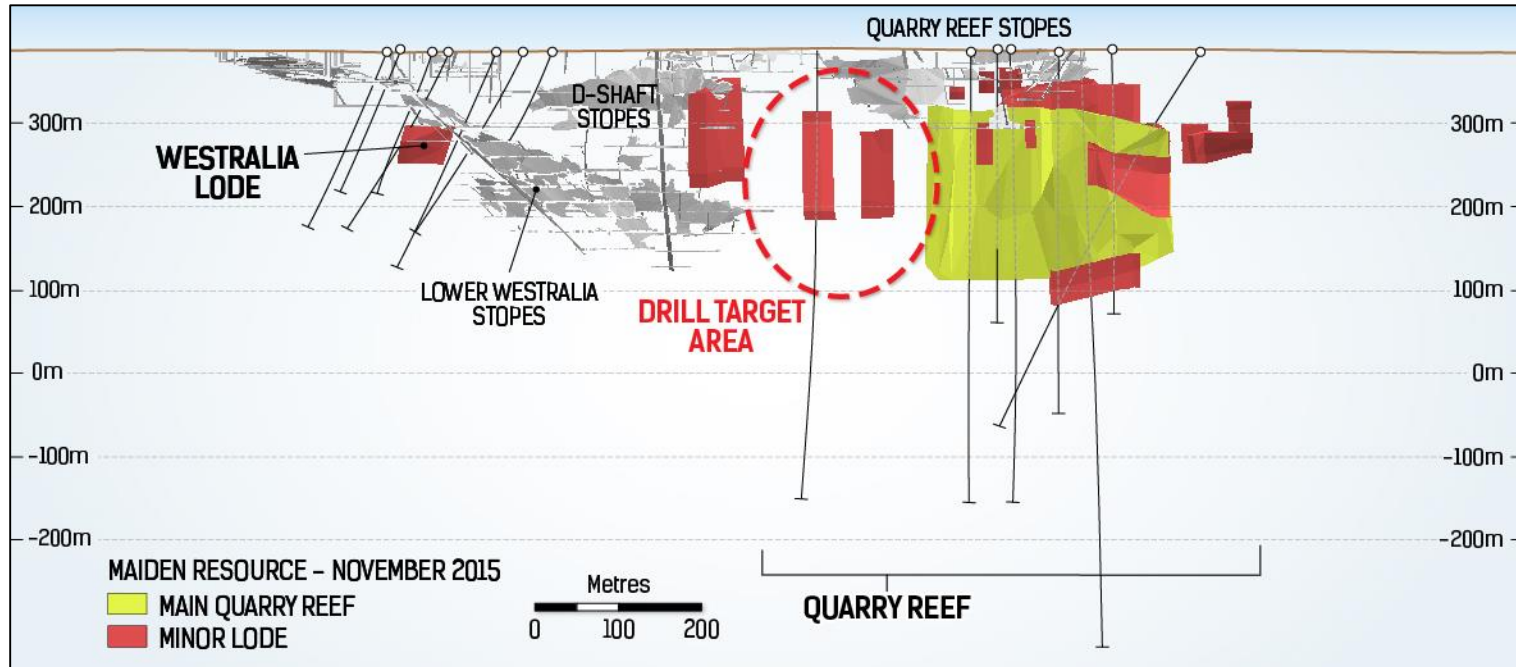 QUARRY REEF STOPES
D-SHAFT
STOPES
300m
300m
WESTRALIA
LODE
200m
200m
LOWER WESTRALIA
STOPES
100m
100m
DRILL TARGET
AREA
0m
0m
-100m
-100m
-200m
-200m
MAIDEN RESOURCE – NOVEMBER 2015
MAIN QUARRY REEF
MINOR LODE
Metres
0 100 200
QUARRY REEF